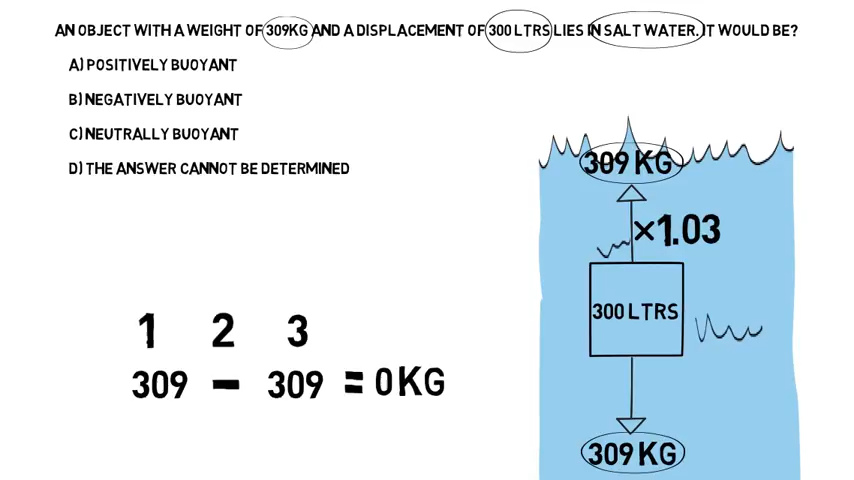 AN OBJECT WITH A WEIGHT OF 309KG AND A DISPLACEMENT OF 300 LTRS LIES IN SALT WATER. IT WOULD BE?
A) POSITIVELY BUOYANT
B) NEGATIVELY BUOYANT
C) NEUTRALLY BUOYANT
D) THE ANSWER CANNOT BE DETERMINED
309 KG
×1.03
300 LTRS
1 2 3
309 - 309 = 0 KG
309 KG